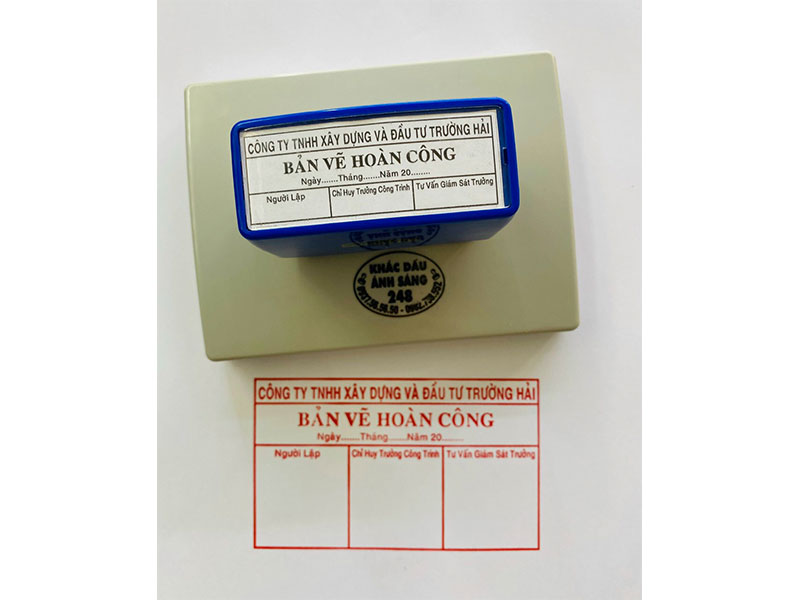 CÔNG TY TNHH XÂY DỰNG VÀ ĐẦU TƯ TRƯỜNG HẢI
BẢN VẼ HOÀN CÔNG
Ngày.......Tháng.......Năm 20........
Người Lập Chỉ Huy Trưởng Công Trình Tư Vấn Giám Sát Trưởng
KHẮC DẤU
ÁNH SÁNG
248
CÔNG TY TNHH XÂY DỰNG VÀ ĐẦU TƯ TRƯỜNG HẢI
BẢN VẼ HOÀN CÔNG
Ngày.......Tháng.......Năm 20........
Người Lập Chỉ Huy Trưởng Công Trình Tư Vấn Giám Sát Trưởng